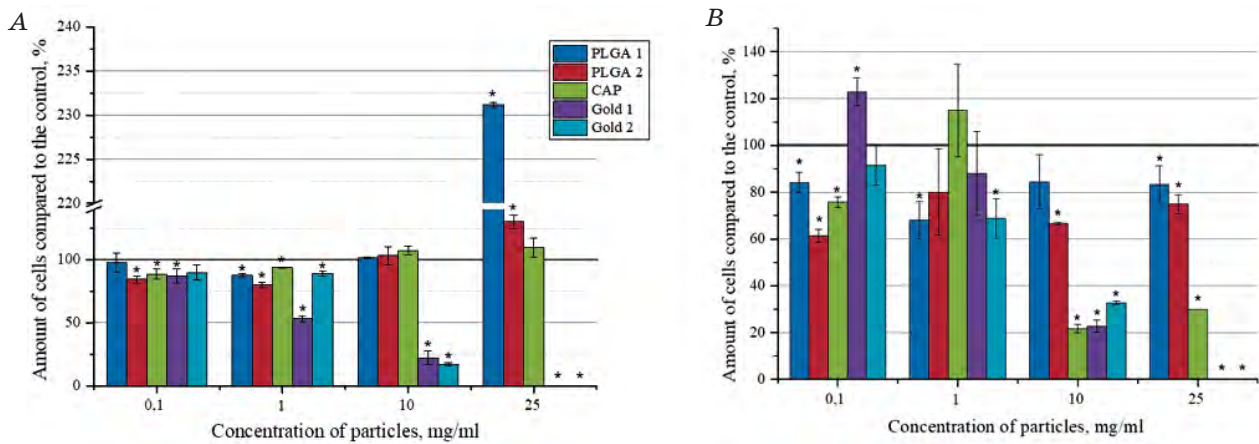 A
Amount of cells compared to the control, %
240
235
230
225
220
100
50
0
PLGA 1
PLGA 2
CAP
Gold 1
Gold 2
*
* * * *
* * * * *
* *
*
* *
0,1 1 10 25
Concentration of particles, mg/ml
B
Amount of cells compared to the control, %
140
120
100
80
60
40
20
0
* * * *
* *
* * * *
* * *
* *
0,1 1 10 25
Concentration of particles, mg/ml